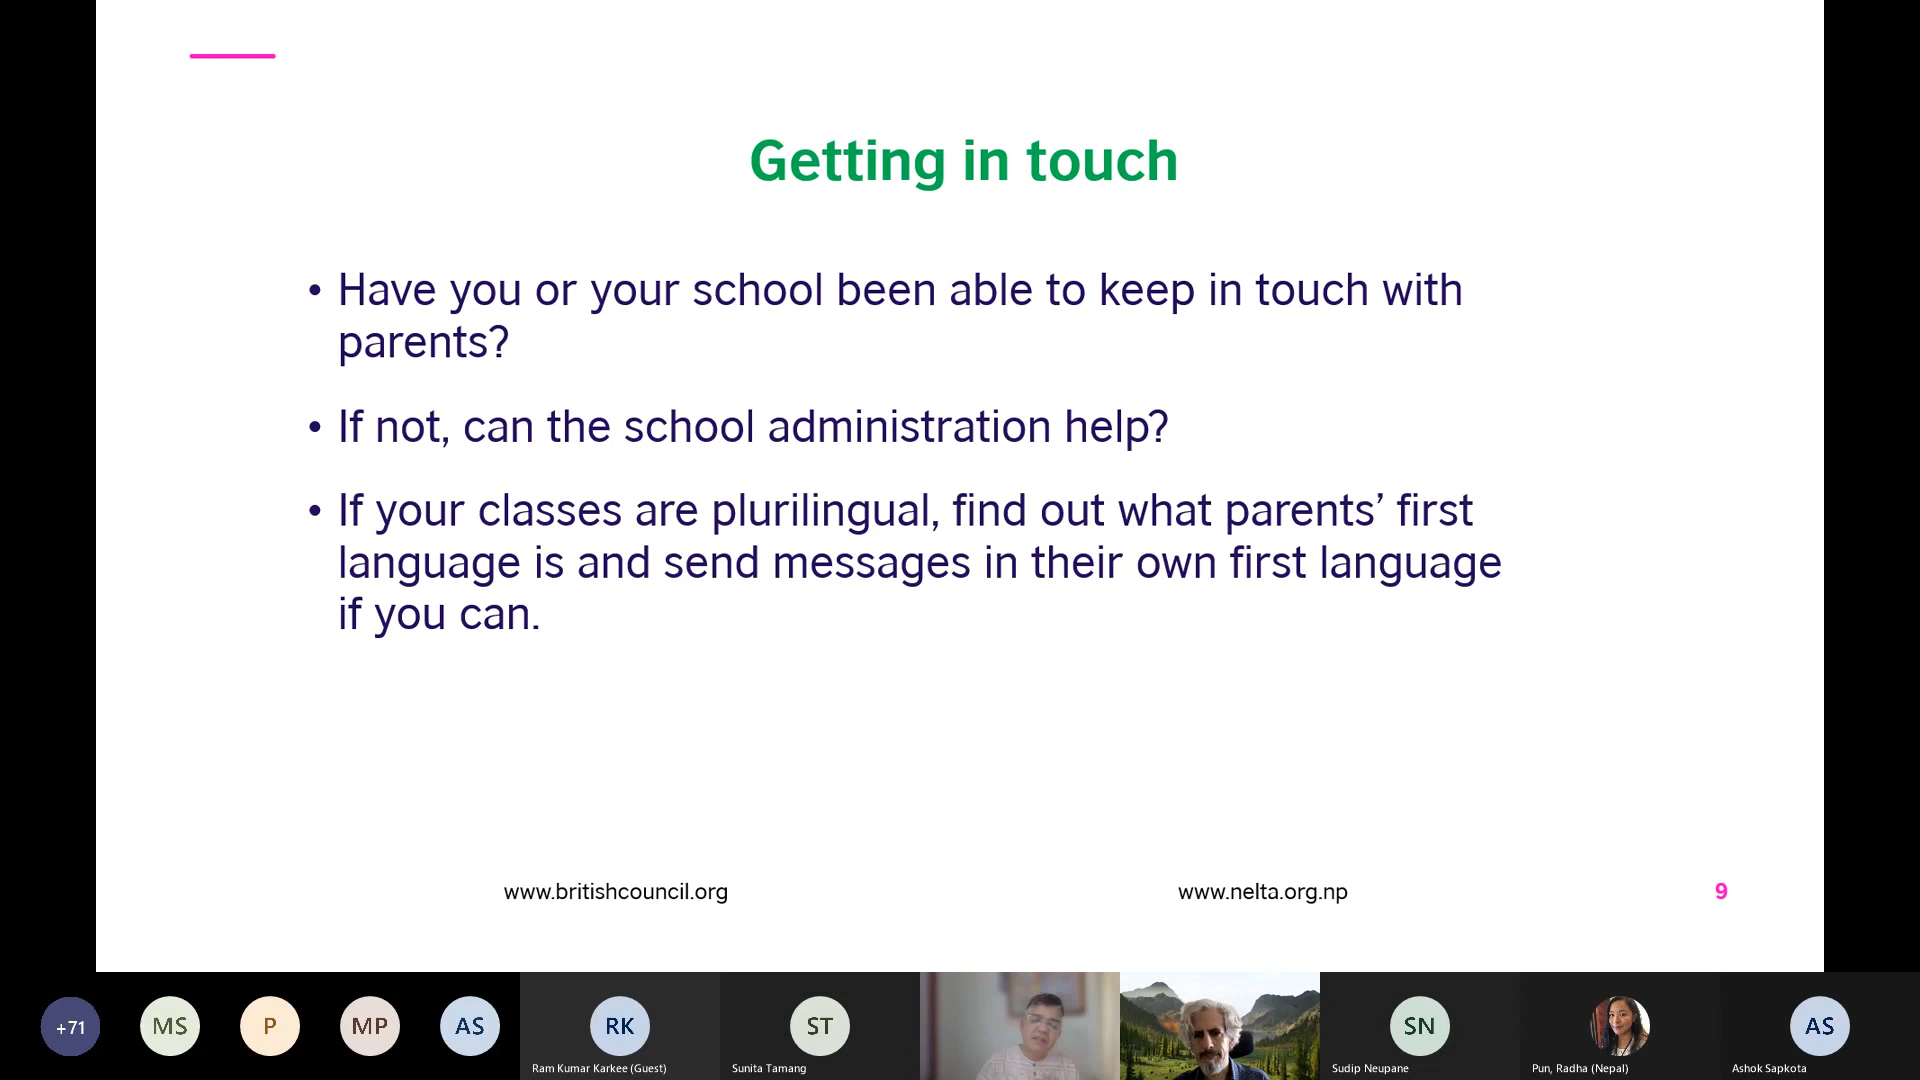 Getting in touch
• Have you or your school been able to keep in touch with
parents?
• If not, can the school administration help?
• If your classes are plurilingual, find out what parents’ first
language is and send messages in their own first language
if you can.
www.britishcouncil.org
www.nelta.org.np
9
+71
MS
P
MP
AS
RK
Ram Kumar Karkee (Guest)
ST
Sunita Tamang
SN
Sudip Neupane
Pun, Radha (Nepal)
AS
Ashok Sapkota